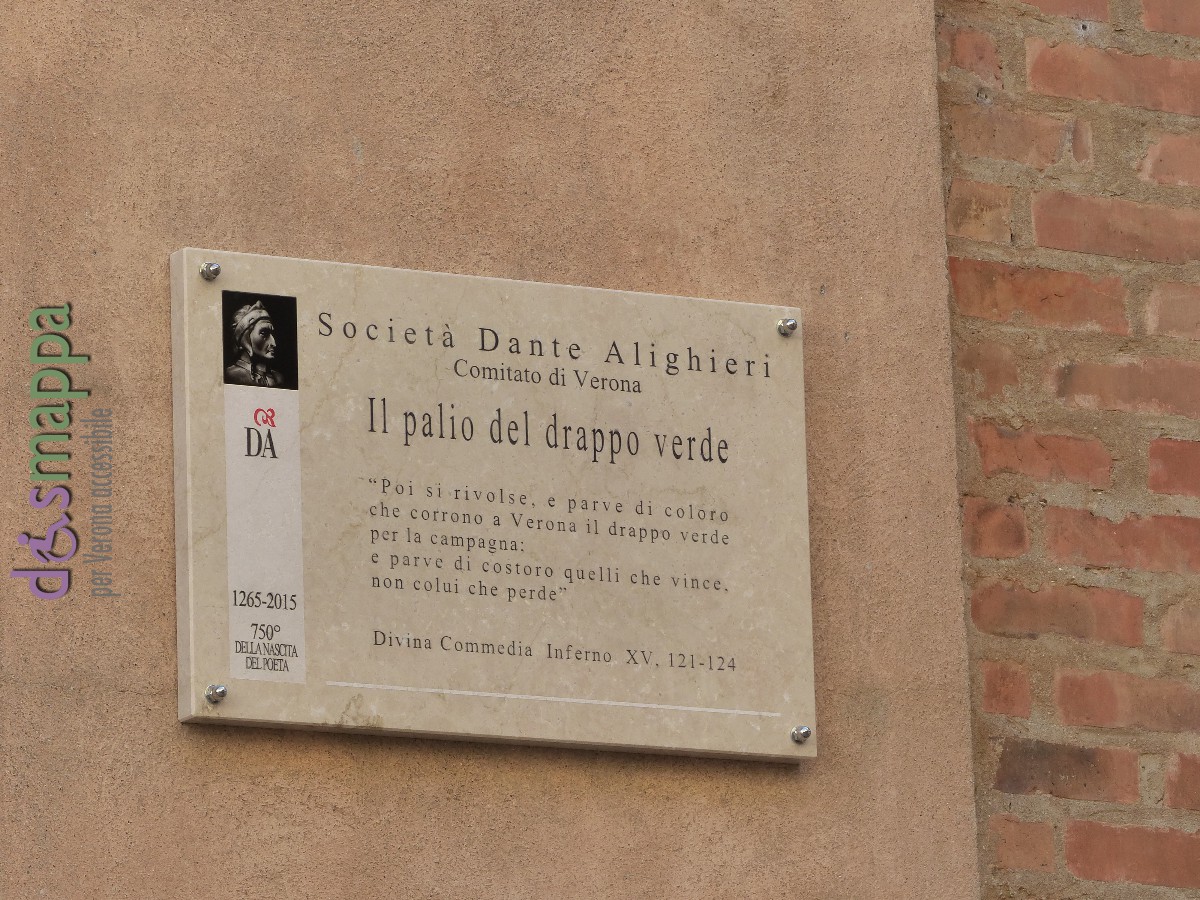 Società Dante Alighieri
Comitato di Verona
Il palio del drappo verde
“Poi si rivolse, e parve di coloro
che corrono a Verona il drappo verde
per la campagna:
e parve di costoro quelli che vince,
non colui che perde”
Divina Commedia Inferno XV, 121-124
DA
1265-2015
750°
DELLA NASCITA
DEL POETA
dismappa
per Verona accessibile